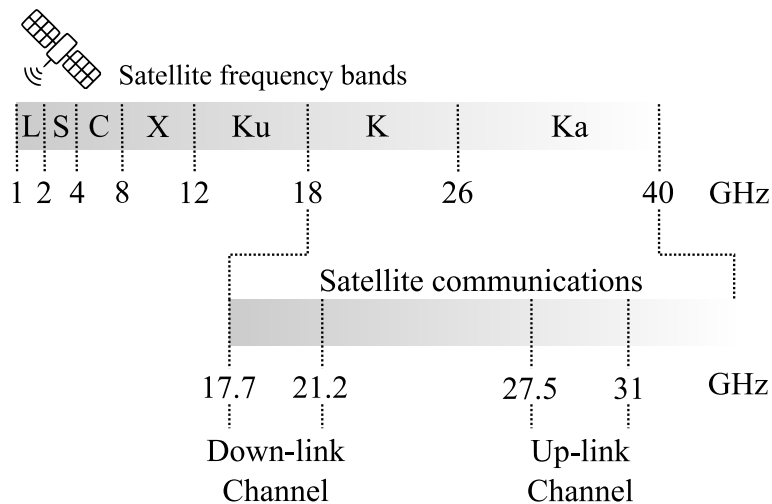 Satellite frequency bands
L S C X Ku K Ka
1 2 4 8 12 18 26 40 GHz
Satellite communications
17.7 21.2 27.5 31 GHz
Down-link Up-link
Channel Channel